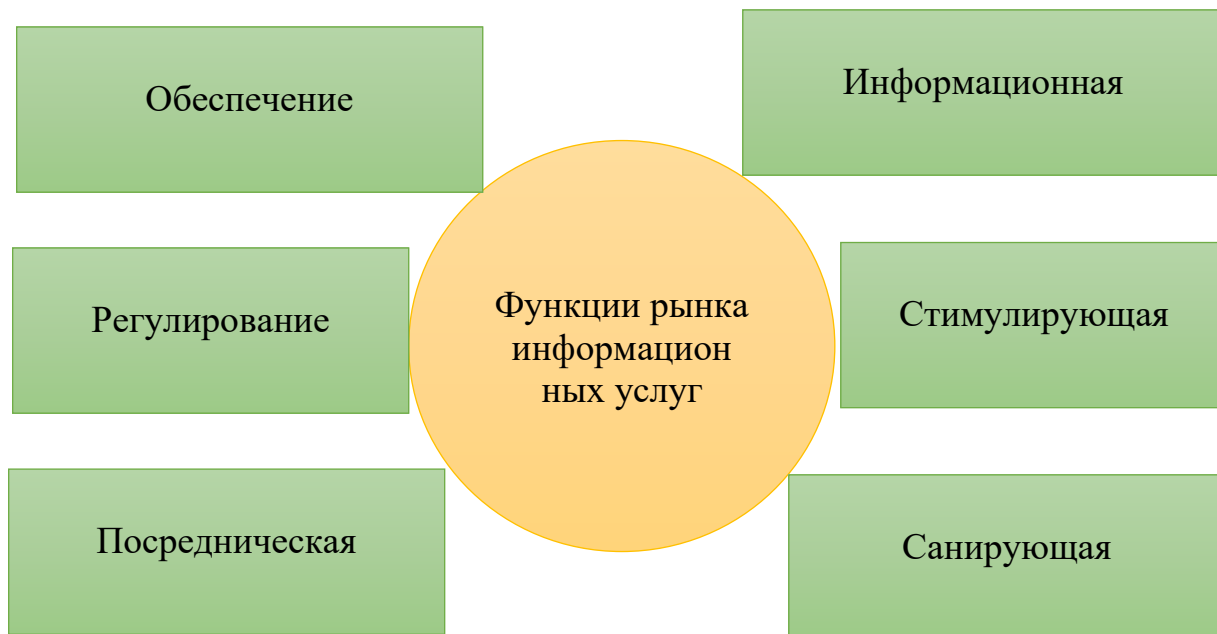 Обеспечение
Информационная
Регулирование
Функции рынка
информацион
ных услуг
Стимулирующая
Посредническая
Санирующая